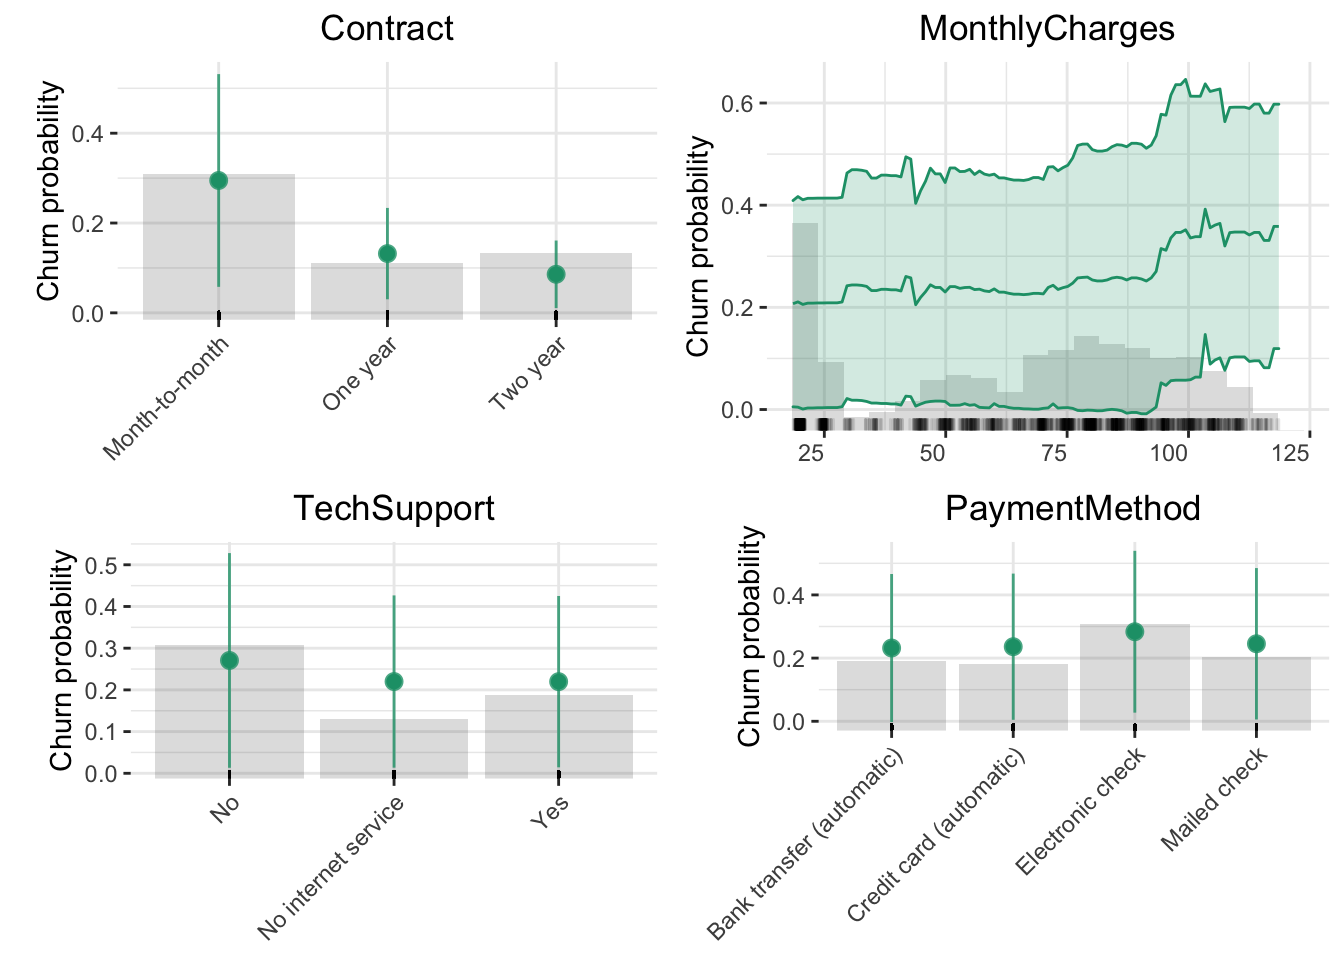 Contract
Churn probability
0.4
0.2
0.0
Month-to-month
One year
Two year
MonthlyCharges
Churn probability
0.6
0.4
0.2
0.0
25
50
75
100
125
TechSupport
Churn probability
0.5
0.4
0.3
0.2
0.1
0.0
No
No internet service
Yes
PaymentMethod
Churn probability
0.4
0.2
0.0
Bank transfer (automatic)
Credit card (automatic)
Electronic check
Mailed check